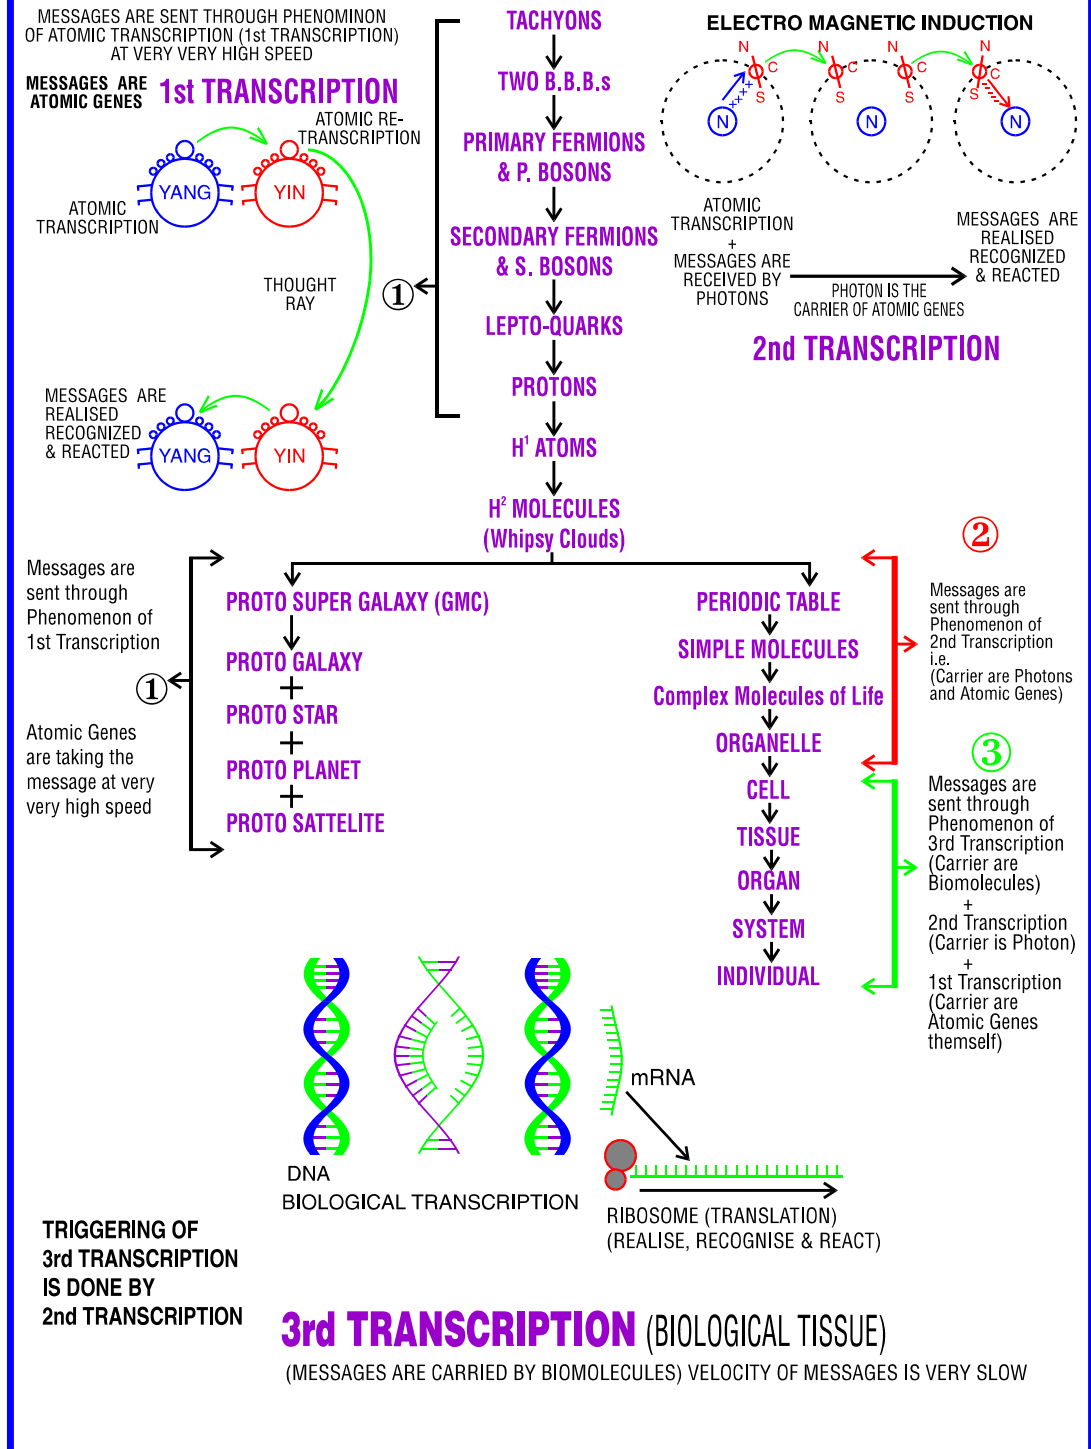 MESSAGES ARE SENT THROUGH PHENOMINON
OF ATOMIC TRANSCRIPTION (1st TRANSCRIPTION)
AT VERY VERY HIGH SPEED
MESSAGES ARE
ATOMIC GENES
1st TRANSCRIPTION
ATOMIC RE-
TRANSCRIPTION
YANG
YIN
ATOMIC
TRANSCRIPTION
THOUGHT
RAY
MESSAGES ARE
REALISED
RECOGNIZED
& REACTED
YANG
YIN
①
TACHYONS
TWO B.B.B.s
PRIMARY FERMIONS
& P. BOSONS
SECONDARY FERMIONS
& S. BOSONS
LEPTO-QUARKS
PROTONS
H¹ ATOMS
H² MOLECULES
(Whipsy Clouds)
ELECTRO MAGNETIC INDUCTION
N
C
S
N
N
C
S
N
N
C
S
N
C
S
N
ATOMIC
TRANSCRIPTION
+
MESSAGES ARE
RECEIVED BY
PHOTONS
PHOTON IS THE
CARRIER OF ATOMIC GENES
MESSAGES ARE
REALISED
RECOGNIZED
& REACTED
2nd TRANSCRIPTION
Messages are
sent through
Phenomenon of
1st Transcription
①
Atomic Genes
are taking the
message at very
very high speed
PROTO SUPER GALAXY (GMC)
PROTO GALAXY
+
PROTO STAR
+
PROTO PLANET
+
PROTO SATTELITE
PERIODIC TABLE
SIMPLE MOLECULES
Complex Molecules of Life
ORGANELLE
CELL
TISSUE
ORGAN
SYSTEM
INDIVIDUAL
②
Messages are
sent through
Phenomenon of
2nd Transcription
i.e.
(Carrier are Photons
and Atomic Genes)
③
Messages are
sent through
Phenomenon of
3rd Transcription
(Carrier are
Biomolecules)
+
2nd Transcription
(Carrier is Photon)
+
1st Transcription
(Carrier are
Atomic Genes
themself)
mRNA
DNA
BIOLOGICAL TRANSCRIPTION
RIBOSOME (TRANSLATION)
(REALISE, RECOGNISE & REACT)
TRIGGERING OF
3rd TRANSCRIPTION
IS DONE BY
2nd TRANSCRIPTION
3rd TRANSCRIPTION (BIOLOGICAL TISSUE)
(MESSAGES ARE CARRIED BY BIOMOLECULES) VELOCITY OF MESSAGES IS VERY SLOW